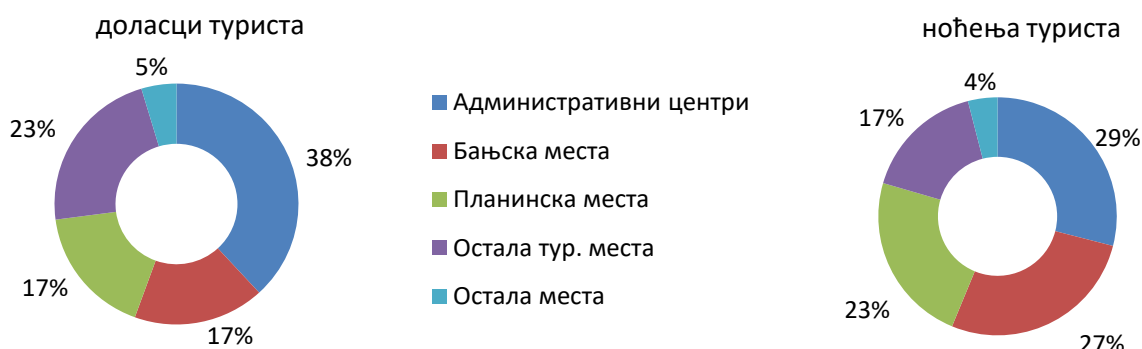 доласци туриста
5%
23%
38%
17%
17%
Административни центри
Бањска места
Планинска места
Остала тур. места
Остала места
ноћења туриста
4%
17%
29%
23%
27%